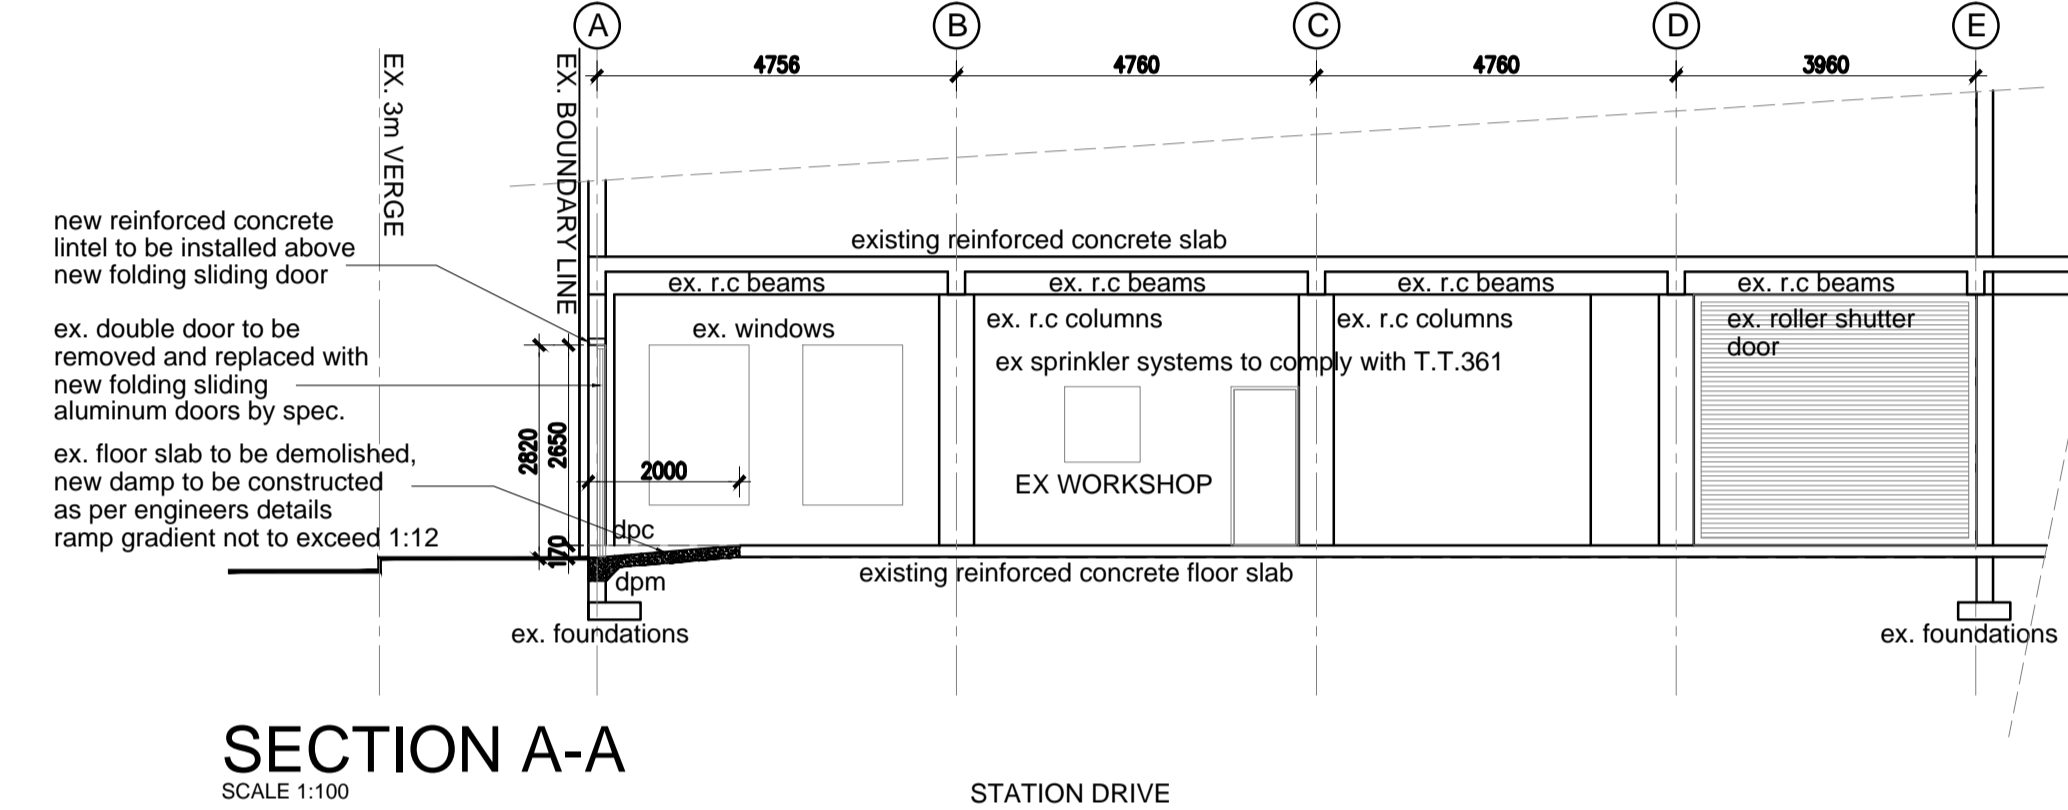 A
B
C
D
E
4756
4760
4760
3960
EX. 3m VERGE
EX. BOUNDARY LINE
new reinforced concrete
lintel to be installed above
new folding sliding door
existing reinforced concrete slab
ex. r.c beams
ex. r.c beams
ex. r.c beams
ex. r.c beams
ex. double door to be
removed and replaced with
new folding sliding
aluminum doors by spec.
ex. windows
ex. r.c columns
ex. r.c columns
ex. roller shutter
door
ex sprinkler systems to comply with T.T.361
2820
2650
2000
EX WORKSHOP
ex. floor slab to be demolished,
new damp to be constructed
as per engineers details
ramp gradient not to exceed 1:12
170
dpc
dpm
existing reinforced concrete floor slab
ex. foundations
ex. foundations
SECTION A-A
SCALE 1:100
STATION DRIVE